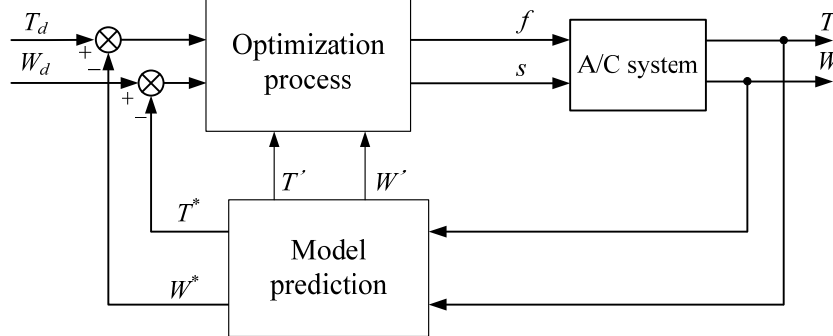 T_d
+
−
W_d
+
−
Optimization
process
f
s
A/C system
T
W
T′
W′
T*
W*
Model
prediction